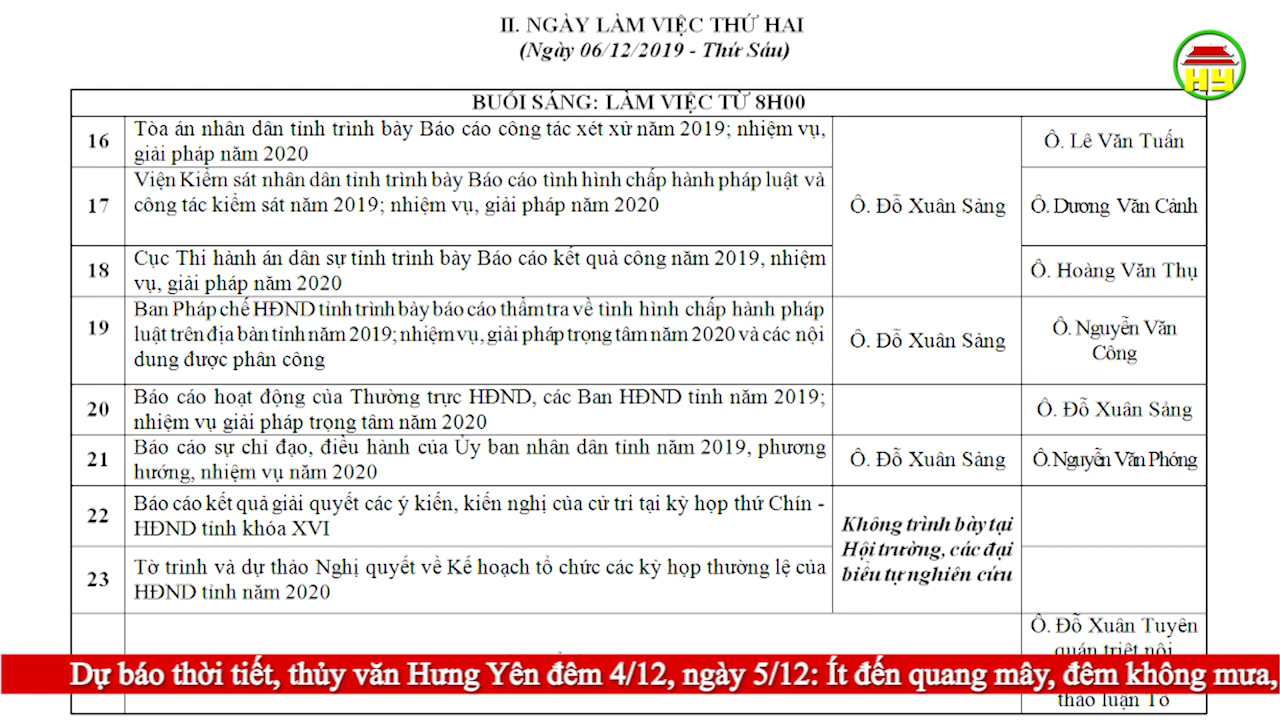 II. NGÀY LÀM VIỆC THỨ HAI
(Ngày 06/12/2019 - Thứ Sáu)
HY
BUỔI SÁNG: LÀM VIỆC TỪ 8H00
16
Tòa án nhân dân tỉnh trình bày Báo cáo công tác xét xử năm 2019; nhiệm vụ,
giải pháp năm 2020
Ô. Lê Văn Tuấn
17
Viện Kiểm sát nhân dân tỉnh trình bày Báo cáo tình hình chấp hành pháp luật và
công tác kiểm sát năm 2019; nhiệm vụ, giải pháp năm 2020
Ô. Đỗ Xuân Sảng
Ô. Dương Văn Cảnh
18
Cục Thi hành án dân sự tỉnh trình bày Báo cáo kết quả công năm 2019, nhiệm
vụ, giải pháp năm 2020
Ô. Hoàng Văn Thụ
19
Ban Pháp chế HĐND tỉnh trình bày báo cáo thẩm tra về tình hình chấp hành pháp
luật trên địa bàn tỉnh năm 2019; nhiệm vụ, giải pháp trọng tâm năm 2020 và các nội
dung được phân công
Ô. Đỗ Xuân Sảng
Ô. Nguyễn Văn
Công
20
Báo cáo hoạt động của Thường trực HĐND, các Ban HĐND tỉnh năm 2019;
nhiệm vụ giải pháp trọng tâm năm 2020
Ô. Đỗ Xuân Sảng
21
Báo cáo sự chỉ đạo, điều hành của Ủy ban nhân dân tỉnh năm 2019, phương
hướng, nhiệm vụ năm 2020
Ô. Đỗ Xuân Sảng
Ô. Nguyễn Văn Phóng
22
Báo cáo kết quả giải quyết các ý kiến, kiến nghị của cử tri tại kỳ họp thứ Chín -
HĐND tỉnh khóa XVI
Không trình bày tại
Hội trường, các đại
biểu tự nghiên cứu
23
Tờ trình và dự thảo Nghị quyết về Kế hoạch tổ chức các kỳ họp thường lệ của
HĐND tỉnh năm 2020
Ô. Đỗ Xuân Tuyên
quán triệt nội
Dự báo thời tiết, thủy văn Hưng Yên đêm 4/12, ngày 5/12: Ít đến quang mây, đêm không mưa,
thảo luận Tổ